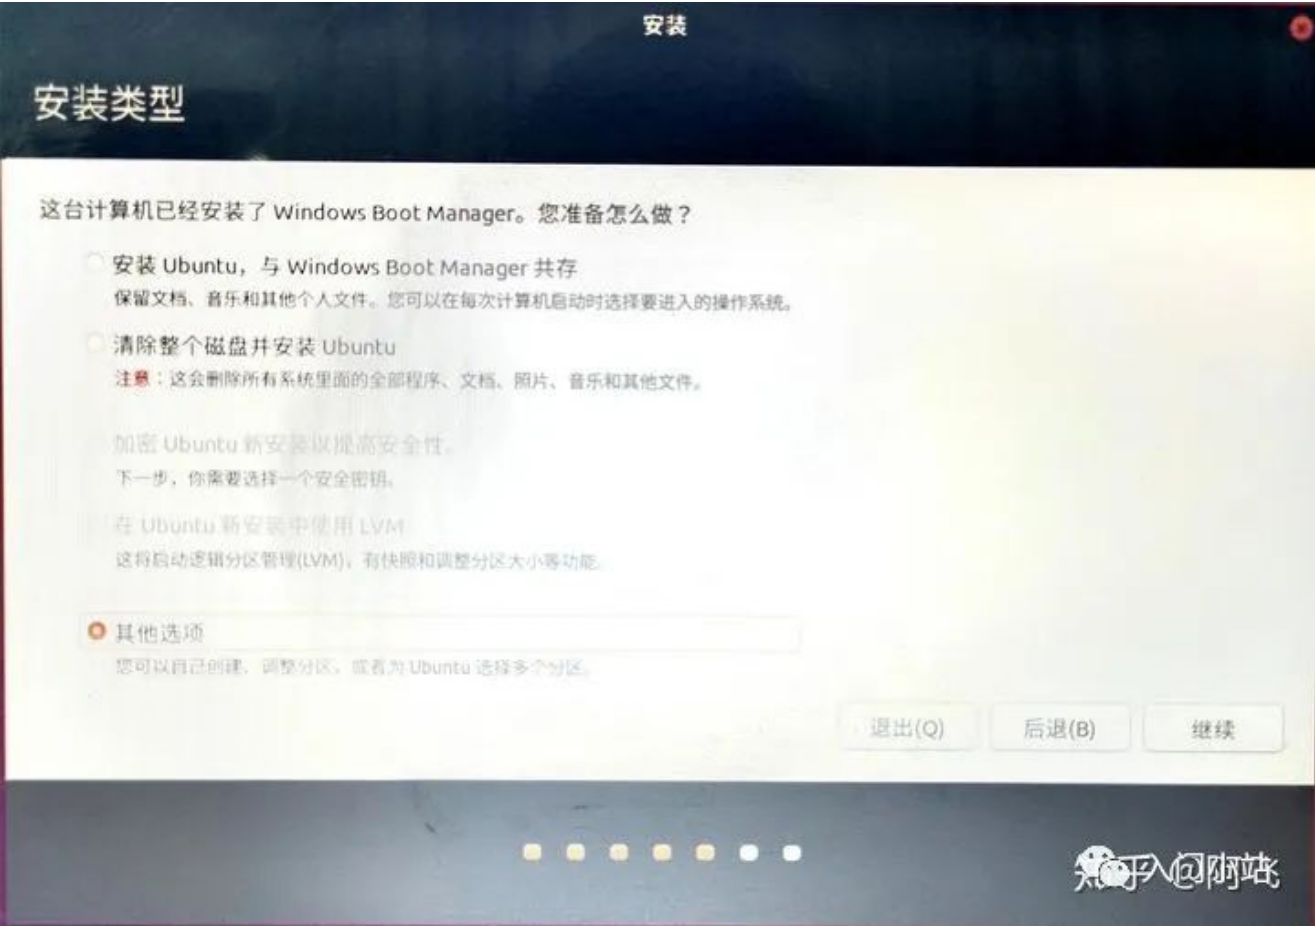 安装
安装类型
这台计算机已经安装了 Windows Boot Manager。您准备怎么做？
安装 Ubuntu，与 Windows Boot Manager 共存
保留文档、音乐和其他个人文件。您可以在每次计算机启动时选择要进入的操作系统。
清除整个磁盘并安装 Ubuntu
注意：这会删除所有系统里面的全部程序、文档、照片、音乐和其他文件。
加密 Ubuntu 新安装以提高安全性。
下一步，你需要选择一个安全密钥。
在 Ubuntu 新安装中使用 LVM
这将启动逻辑分区管理(LVM)，有快照和调整分区大小等功能。
其他选项
您可以自己创建、调整分区，或者为 Ubuntu 选择多个分区。
退出(Q)
后退(B)
继续